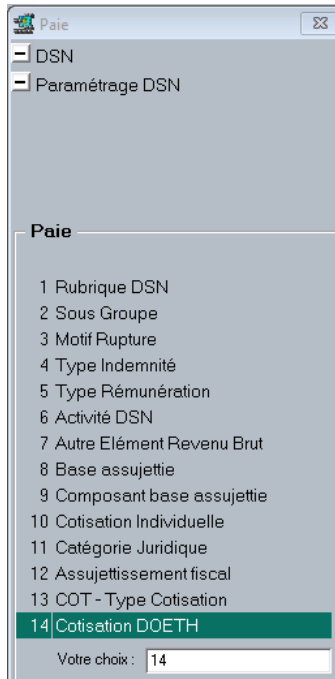 Paie
DSN
Paramétrage DSN
Paie
1 Rubrique DSN
2 Sous Groupe
3 Motif Rupture
4 Type Indemnité
5 Type Rémunération
6 Activité DSN
7 Autre Elément Revenu Brut
8 Base assujettie
9 Composant base assujettie
10 Cotisation Individuelle
11 Catégorie Juridique
12 Assujettissement fiscal
13 COT - Type Cotisation
14 Cotisation DOETH
Votre choix : 14